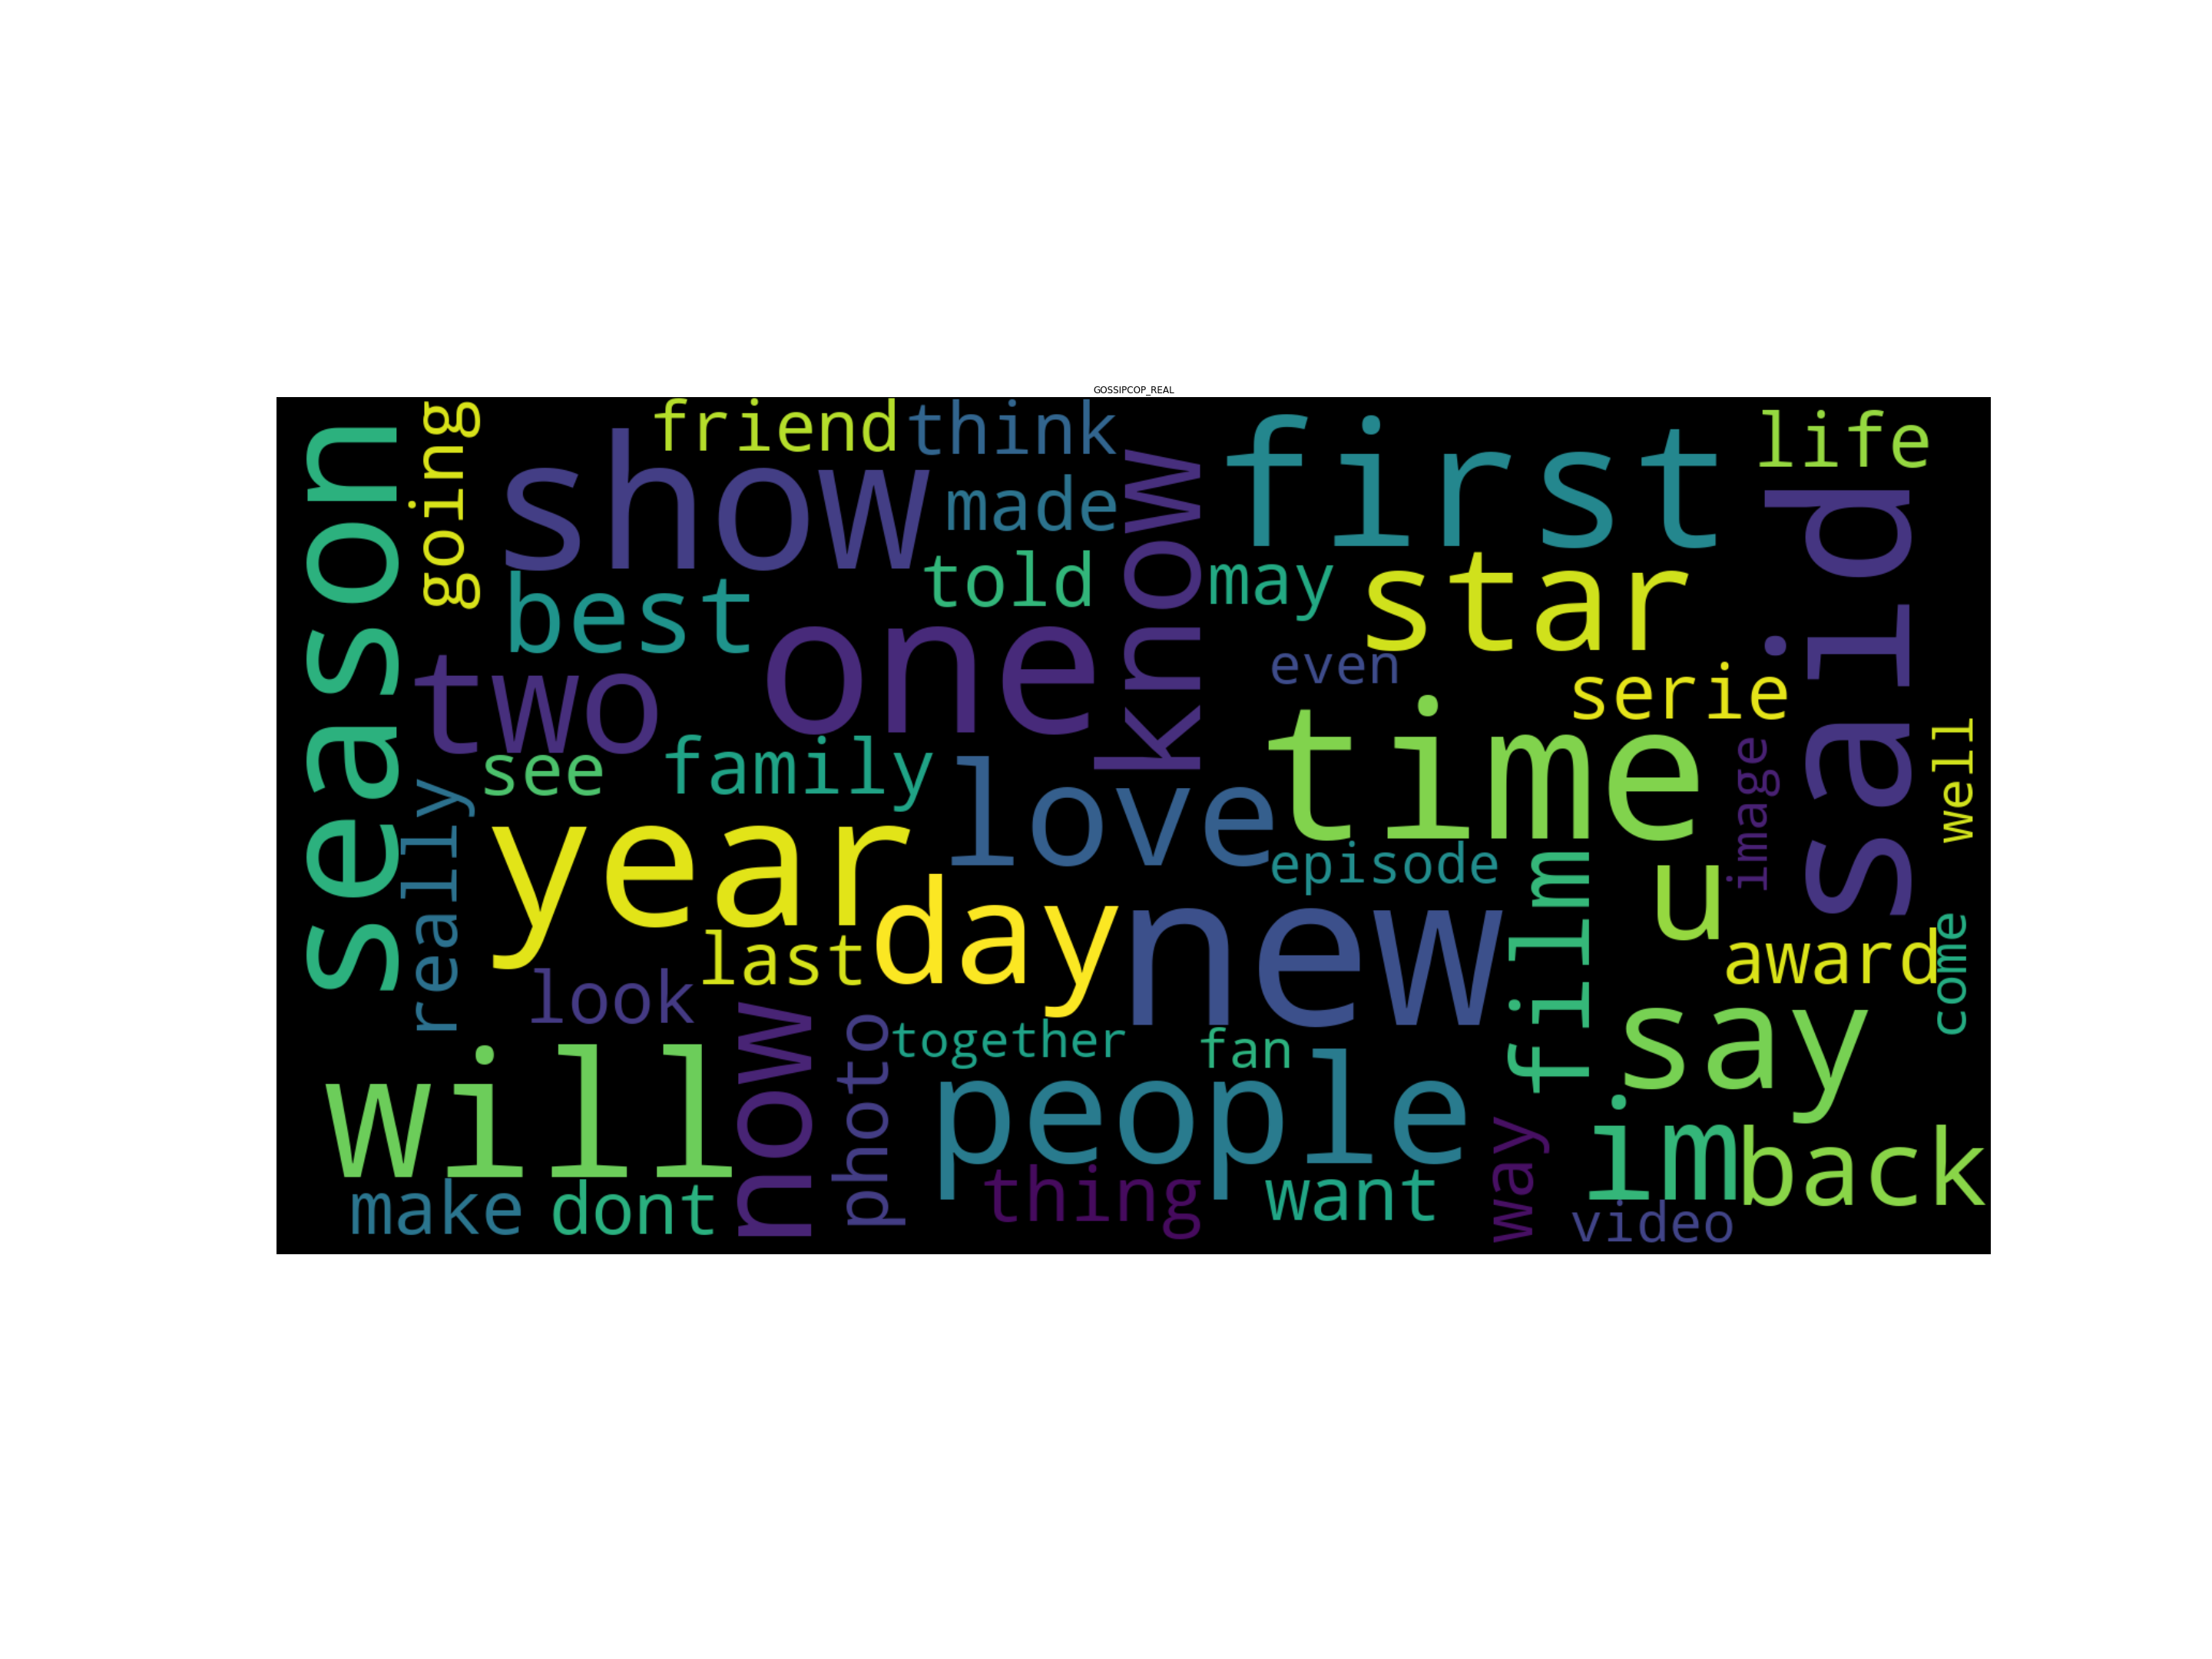 GOSSIPCOP_REAL
season
going
friend
think
first
life
show
made
know
said
told
may
star
best
one
two
even
serie
time
see
family
love
image
well
really
year
episode
film
u
day
new
last
award
come
look
now
photo
together
fan
say
will
people
way
im
back
make
dont
thing
want
video